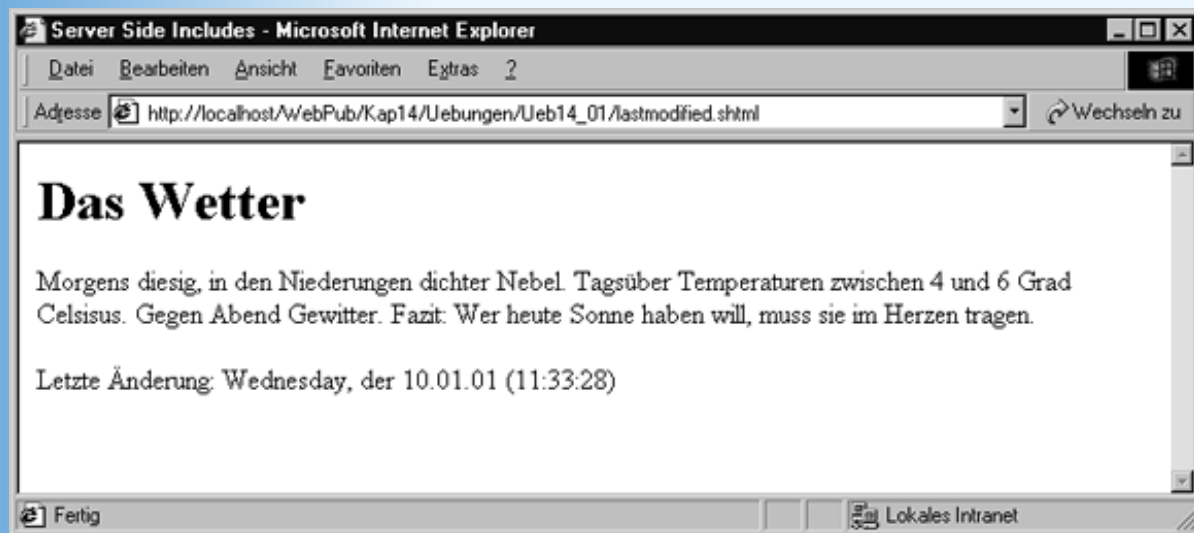 Server Side Includes - Microsoft Internet Explorer
Datei Bearbeiten Ansicht Favoriten Extras ?
Adresse http://localhost/WebPub/Kap14/Uebungen/Ueb14_01/lastmodified.shtml Wechseln zu
Das Wetter
Morgens diesig, in den Niederungen dichter Nebel. Tagsüber Temperaturen zwischen 4 und 6 Grad
Celsisus. Gegen Abend Gewitter. Fazit: Wer heute Sonne haben will, muss sie im Herzen tragen.
Letzte Änderung: Wednesday, der 10.01.01 (11:33:28)
Fertig Lokales Intranet